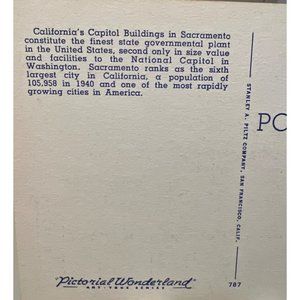 California's Capitol Buildings in Sacramento
constitute the finest state governmental plant
in the United States, second only in size value
and facilities to the National Capitol in
Washington. Sacramento ranks as the sixth
largest city in California, a population of
105,958 in 1940 and one of the most rapidly
growing cities in America.
PO
STANLEY A. PILTZ COMPANY, SAN FRANCISCO, CALIF.
"Pictorial Wonderland"
ART-TONE SERIES
707